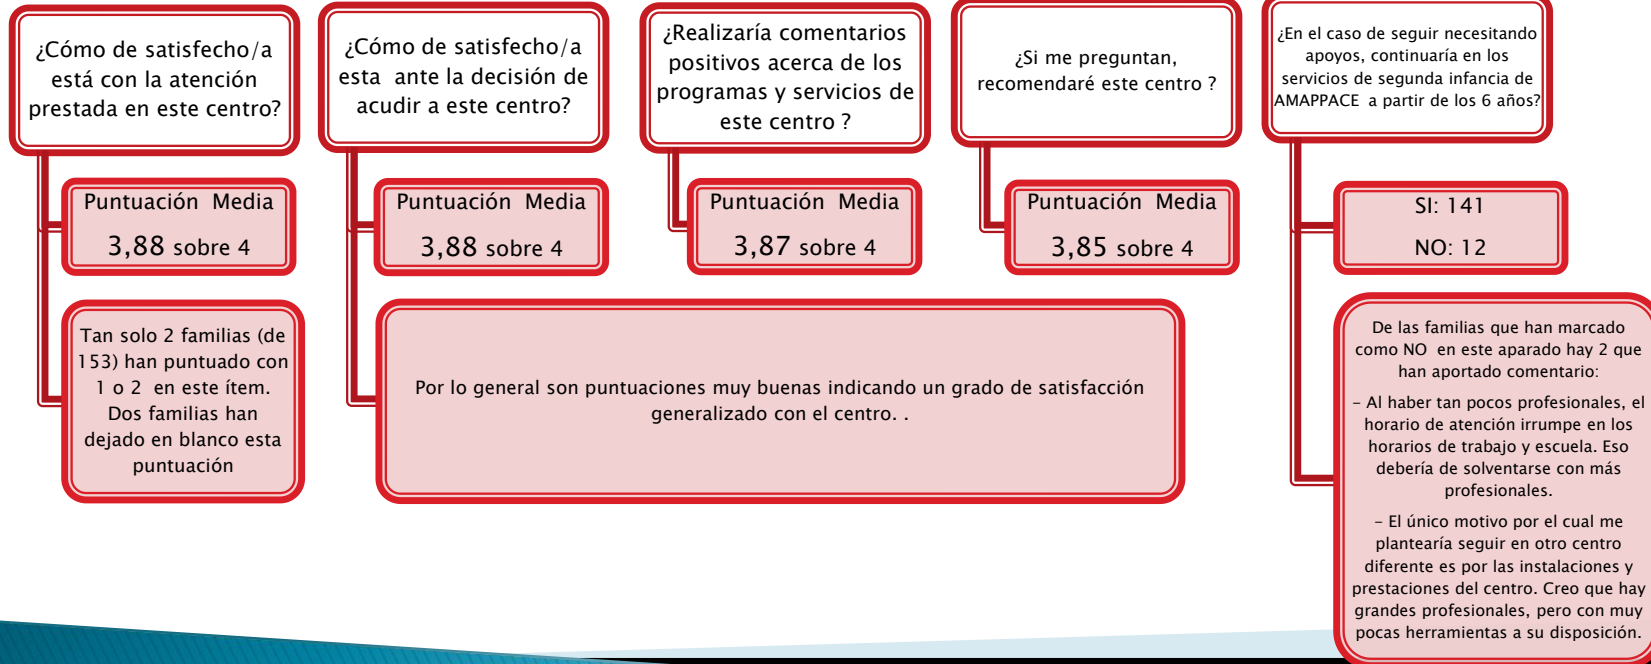 ¿Cómo de satisfecho/a
está con la atención
prestada en este centro?
Puntuación Media
3,88 sobre 4
Tan solo 2 familias (de
153) han puntuado con
1 o 2 en este ítem.
Dos familias han
dejado en blanco esta
puntuación
¿Cómo de satisfecho/a
esta ante la decisión de
acudir a este centro?
Puntuación Media
3,88 sobre 4
¿Realizaría comentarios
positivos acerca de los
programas y servicios de
este centro ?
Puntuación Media
3,87 sobre 4
¿Si me preguntan,
recomendaré este centro ?
Puntuación Media
3,85 sobre 4
Por lo general son puntuaciones muy buenas indicando un grado de satisfacción
generalizado con el centro. .
¿En el caso de seguir necesitando
apoyos, continuaría en los
servicios de segunda infancia de
AMAPPACE a partir de los 6 años?
SI: 141
NO: 12
De las familias que han marcado
como NO en este aparado hay 2 que
han aportado comentario:
- Al haber tan pocos profesionales, el
horario de atención irrumpe en los
horarios de trabajo y escuela. Eso
debería de solventarse con más
profesionales.
- El único motivo por el cual me
plantearía seguir en otro centro
diferente es por las instalaciones y
prestaciones del centro. Creo que hay
grandes profesionales, pero con muy
pocas herramientas a su disposición.